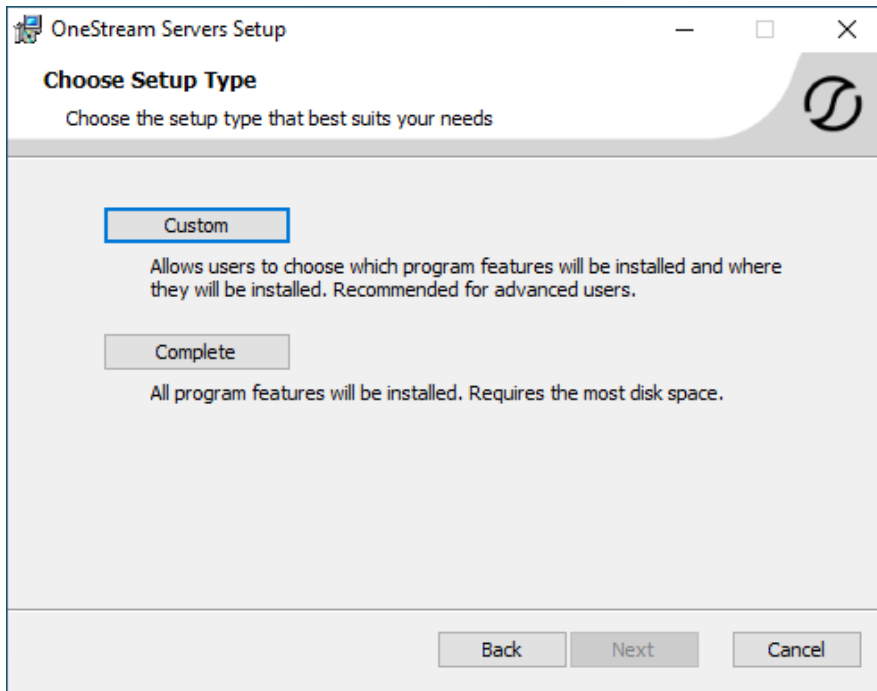 OneStream Servers Setup
Choose Setup Type
Choose the setup type that best suits your needs
Custom
Allows users to choose which program features will be installed and where
they will be installed. Recommended for advanced users.
Complete
All program features will be installed. Requires the most disk space.
Back
Next
Cancel